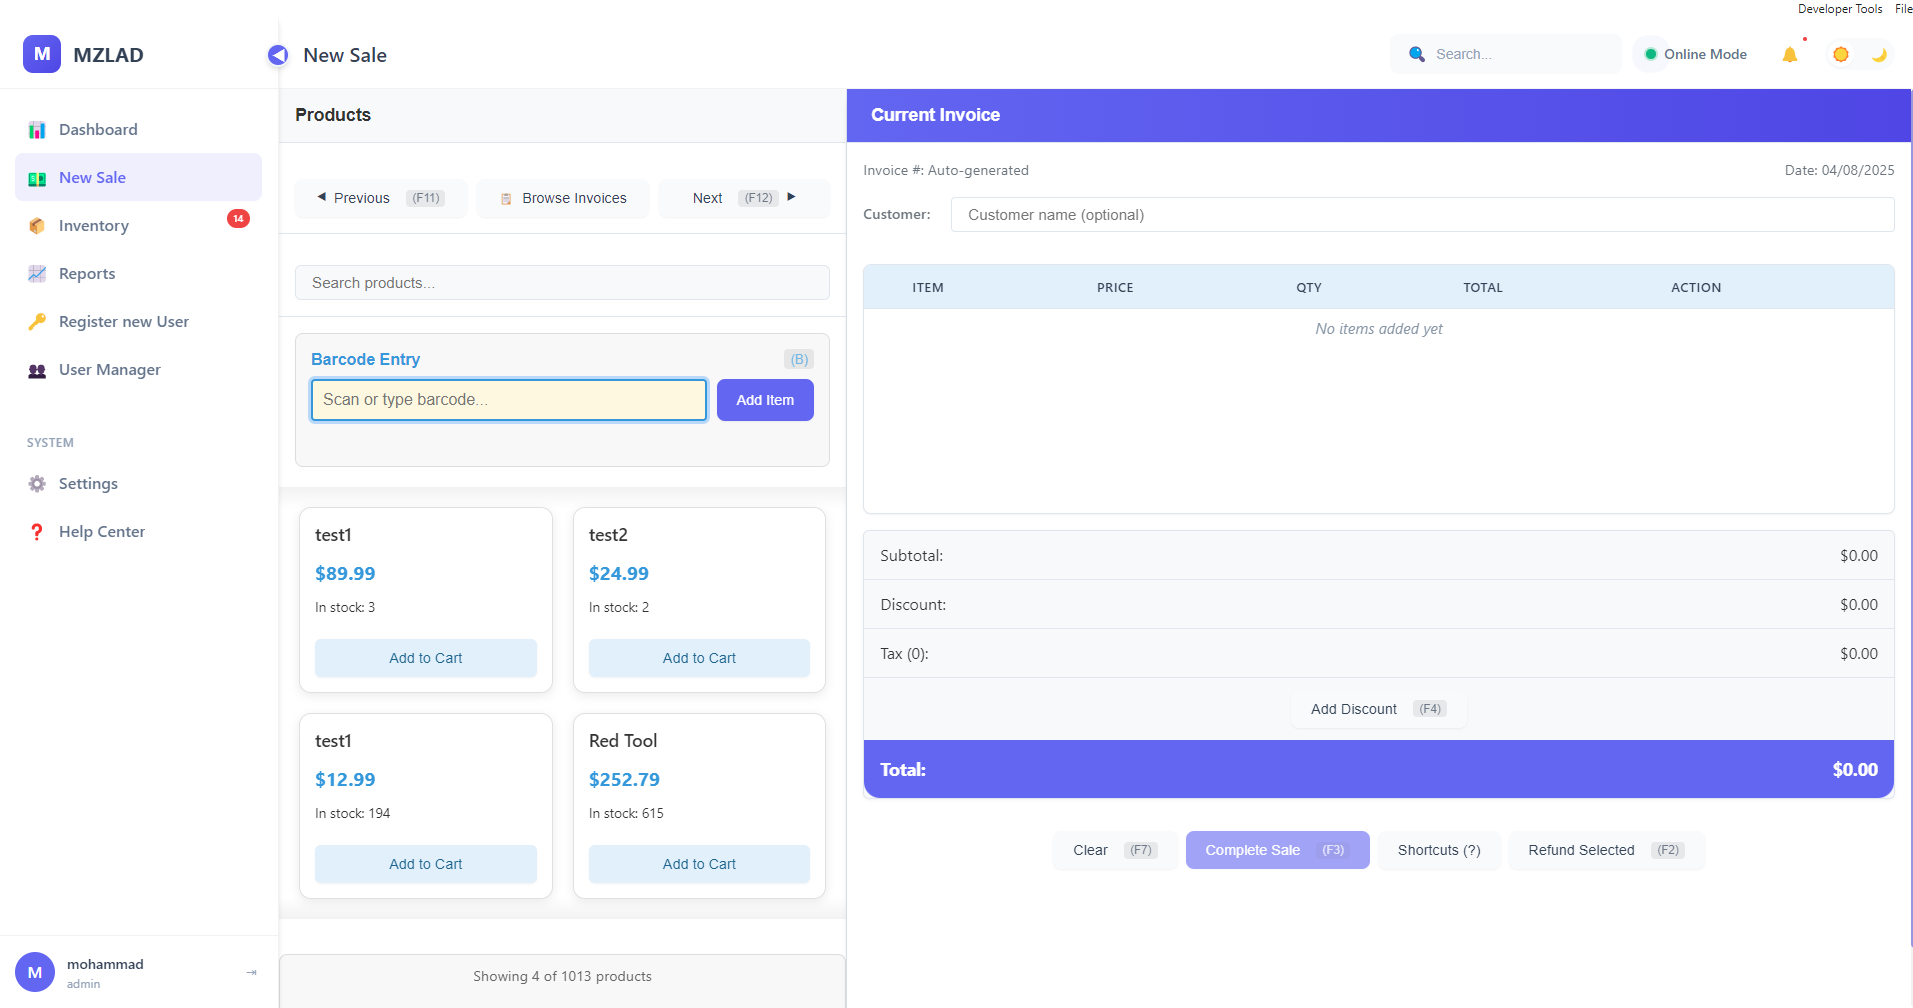 Developer Tools File
M MZLAD
New Sale
Search...
Online Mode
Dashboard
New Sale
Inventory 14
Reports
Register new User
User Manager
SYSTEM
Settings
Help Center
M mohammad
admin
Products
Previous (F11)
Browse Invoices
Next (F12)
Search products...
Barcode Entry (B)
Scan or type barcode...
Add Item
test1
$89.99
In stock: 3
Add to Cart
test2
$24.99
In stock: 2
Add to Cart
test1
$12.99
In stock: 194
Add to Cart
Red Tool
$252.79
In stock: 615
Add to Cart
Showing 4 of 1013 products
Current Invoice
Invoice #: Auto-generated Date: 04/08/2025
Customer: Customer name (optional)
ITEM PRICE QTY TOTAL ACTION
No items added yet
Subtotal: $0.00
Discount: $0.00
Tax (0): $0.00
Add Discount (F4)
Total: $0.00
Clear (F7) Complete Sale (F3) Shortcuts (?) Refund Selected (F2)